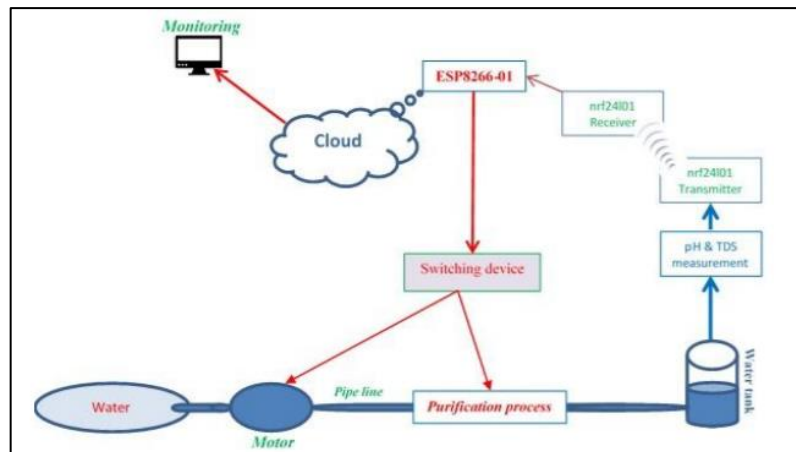 Monitoring
ESP8266-01
nrf24l01
Receiver
Cloud
nrf24l01
Transmitter
pH & TDS
measurement
Switching device
Water tank
Pipe line
Water
Purification process
Motor